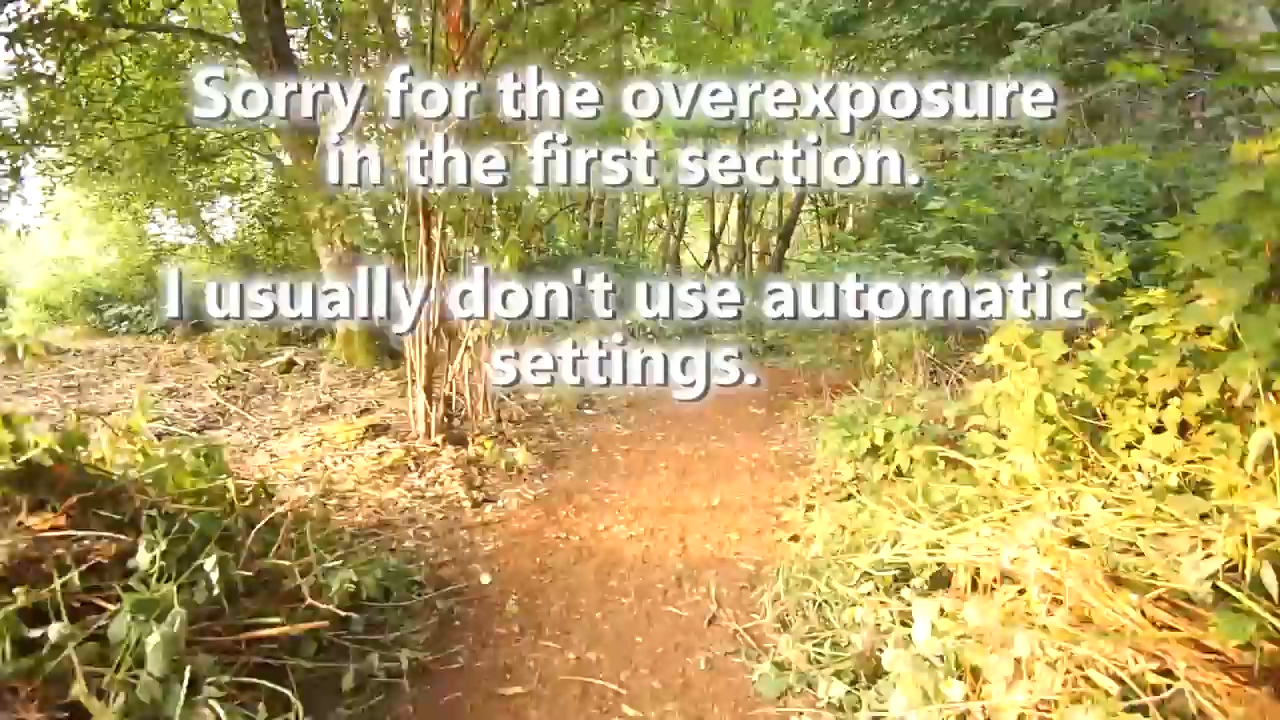 Sorry for the overexposure
in the first section.
I usually don't use automatic
settings.